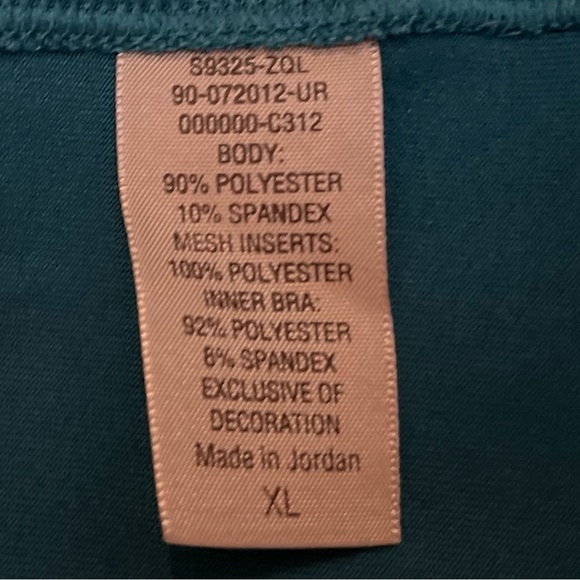 S9325-ZQL
90-072012-UR
000000-C312
BODY:
90% POLYESTER
10% SPANDEX
MESH INSERTS:
100% POLYESTER
INNER BRA:
92% POLYESTER
8% SPANDEX
EXCLUSIVE OF
DECORATION
Made in Jordan
XL